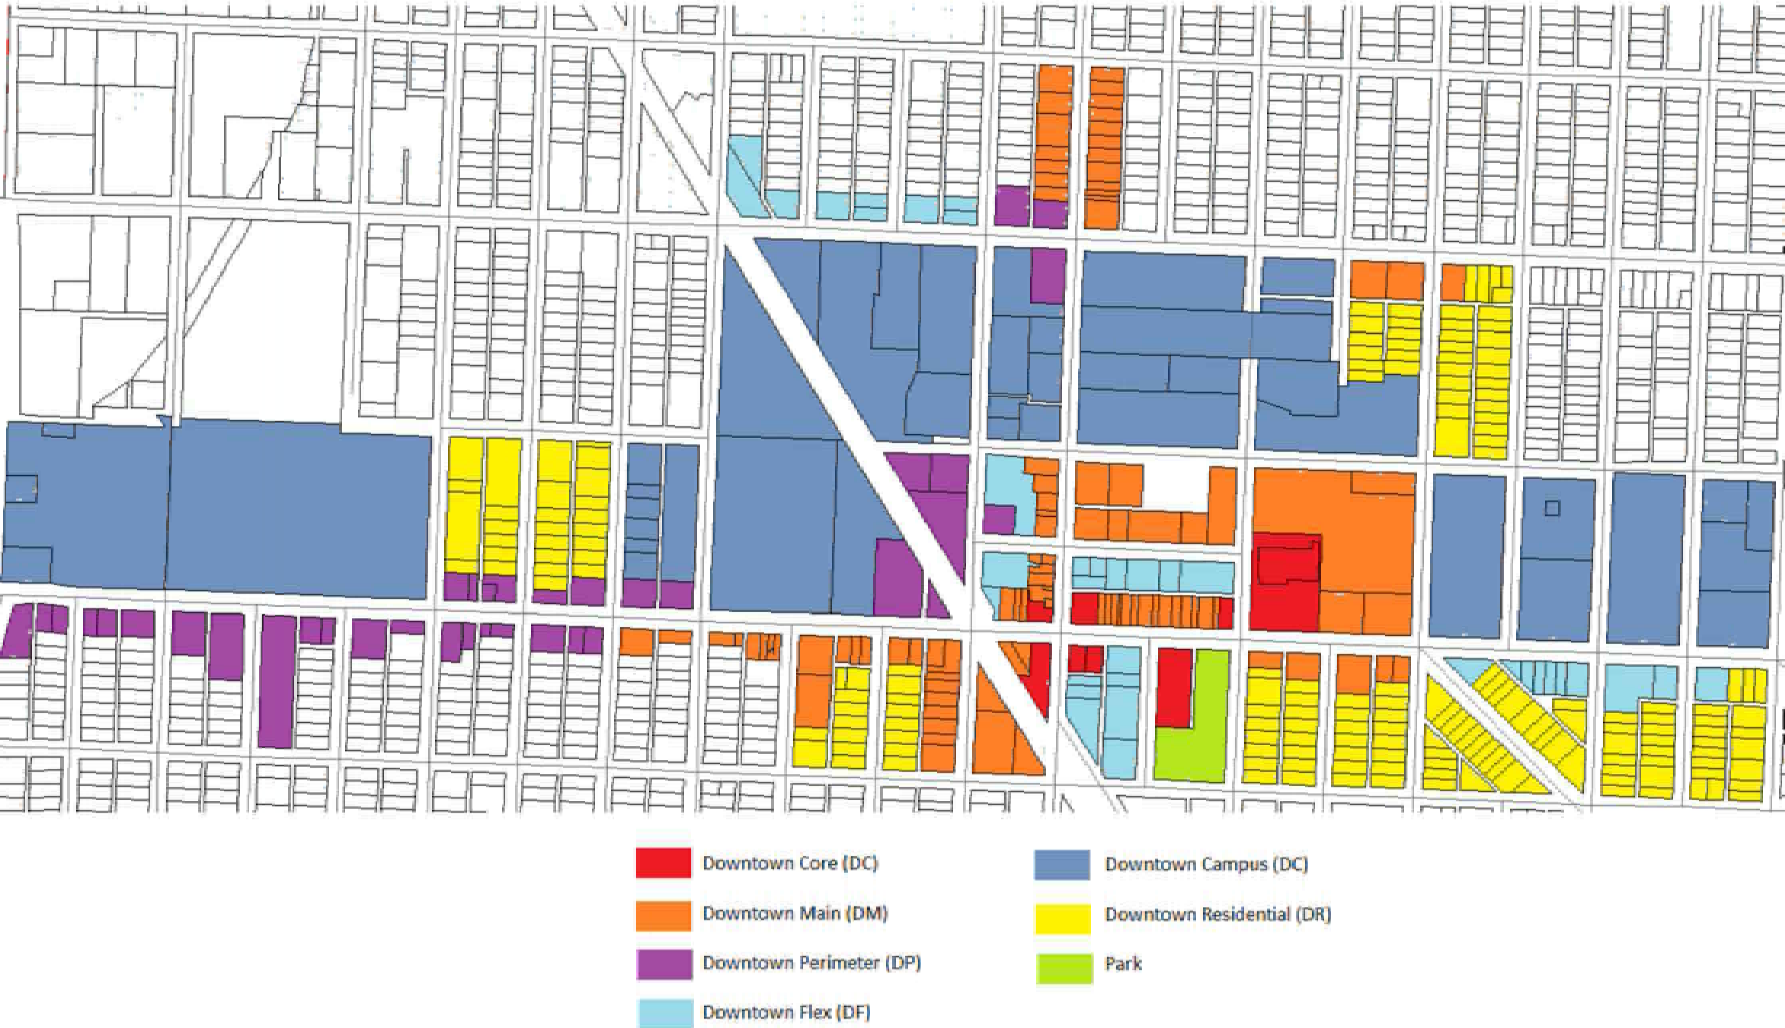 Downtown Core (DC)
Downtown Main (DM)
Downtown Perimeter (DP)
Downtown Flex (DF)
Downtown Campus (DC)
Downtown Residential (DR)
Park